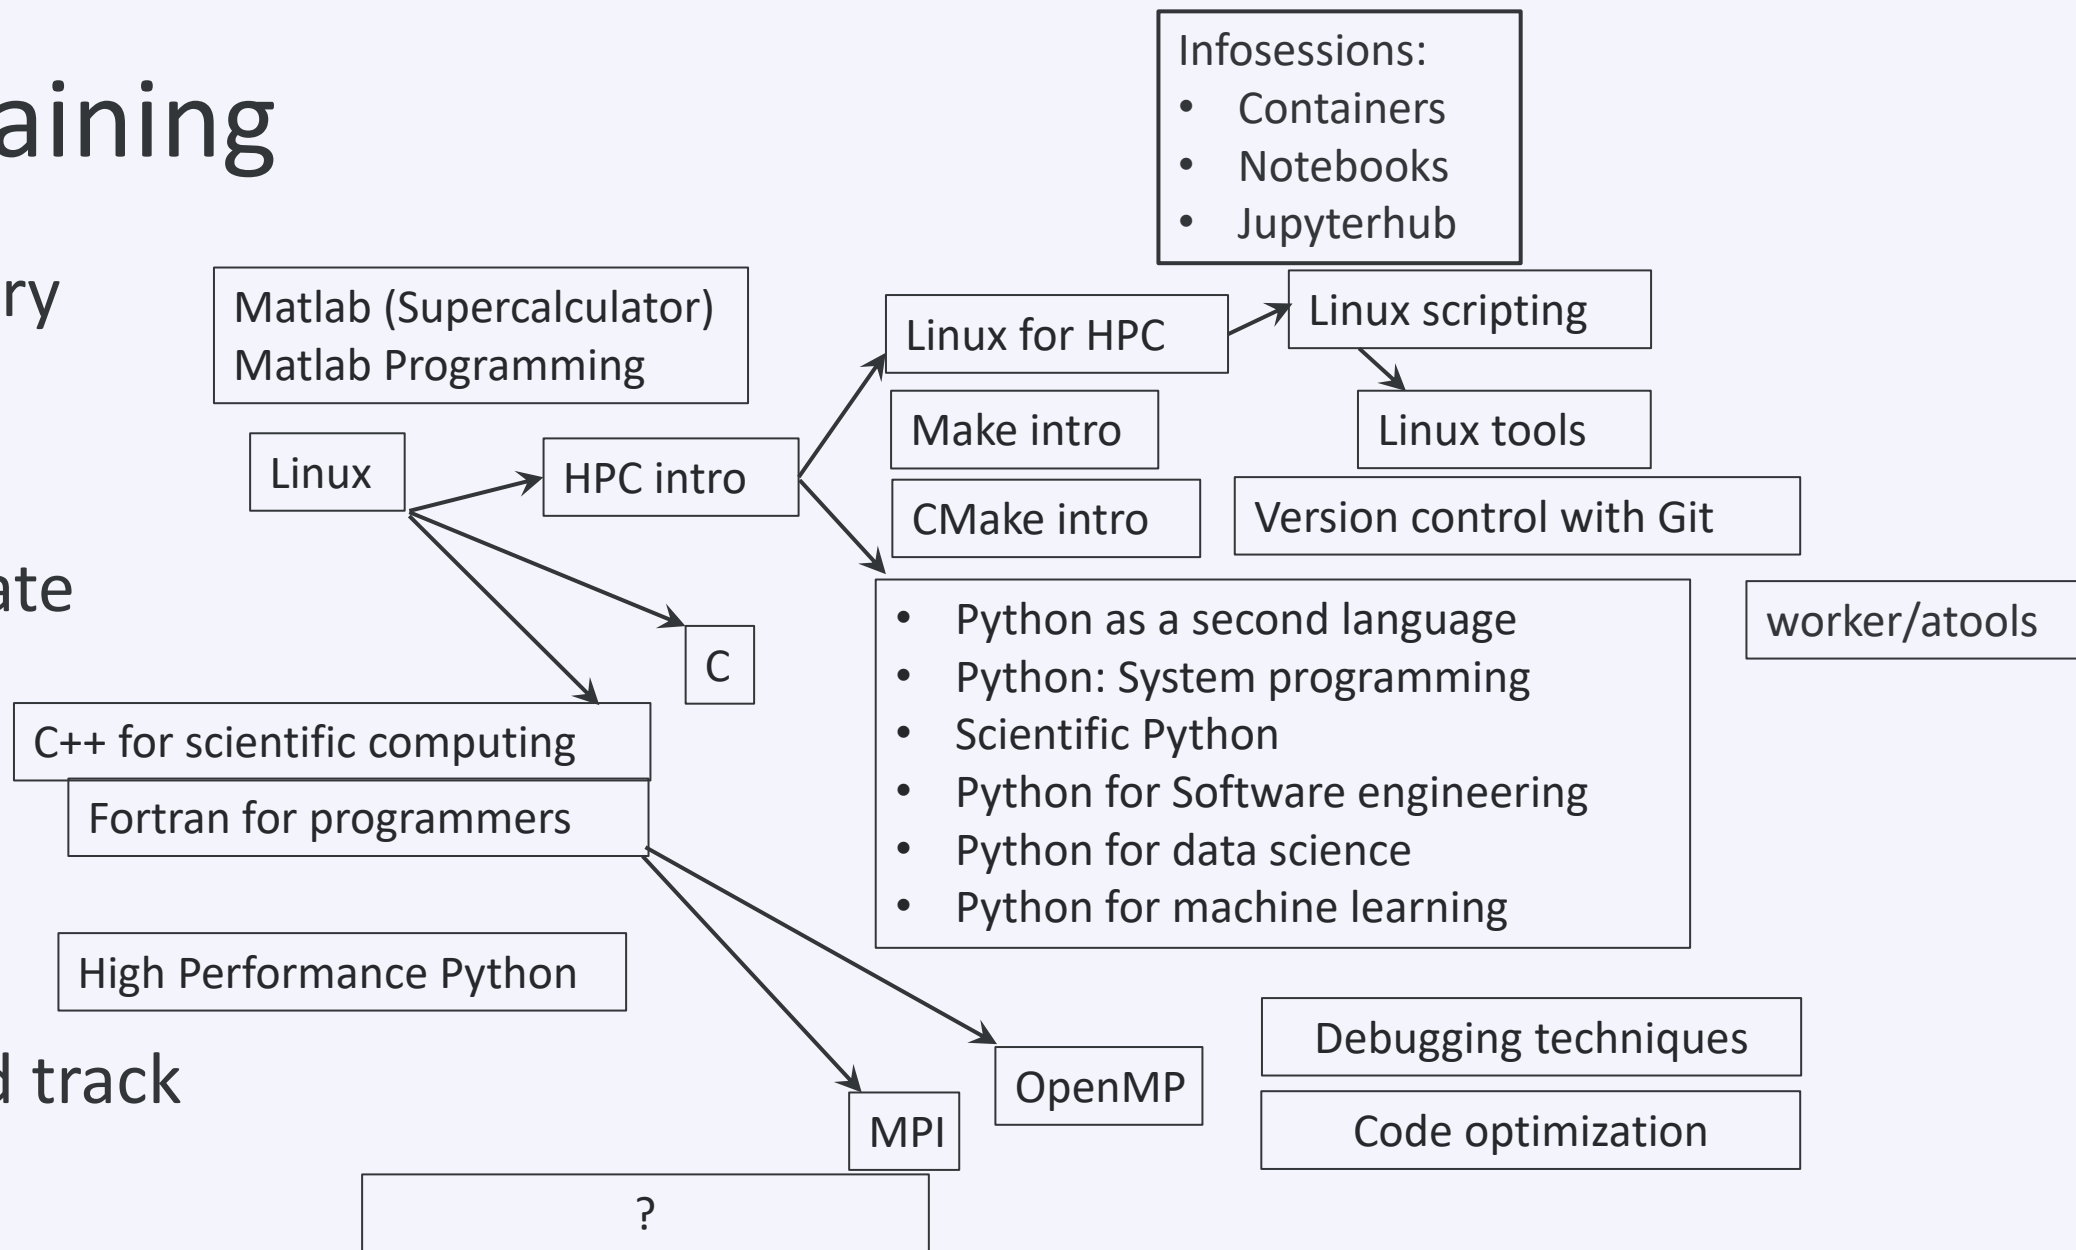 Infosessions:
• Containers
• Notebooks
• Jupyterhub
aining
ry
Matlab (Supercalculator)
Matlab Programming
Linux for HPC
Linux scripting
Make intro
Linux tools
Linux
HPC intro
CMake intro
Version control with Git
ate
C
• Python as a second language
• Python: System programming
• Scientific Python
• Python for Software engineering
• Python for data science
• Python for machine learning
worker/atools
C++ for scientific computing
Fortran for programmers
High Performance Python
d track
OpenMP
MPI
Debugging techniques
Code optimization
?